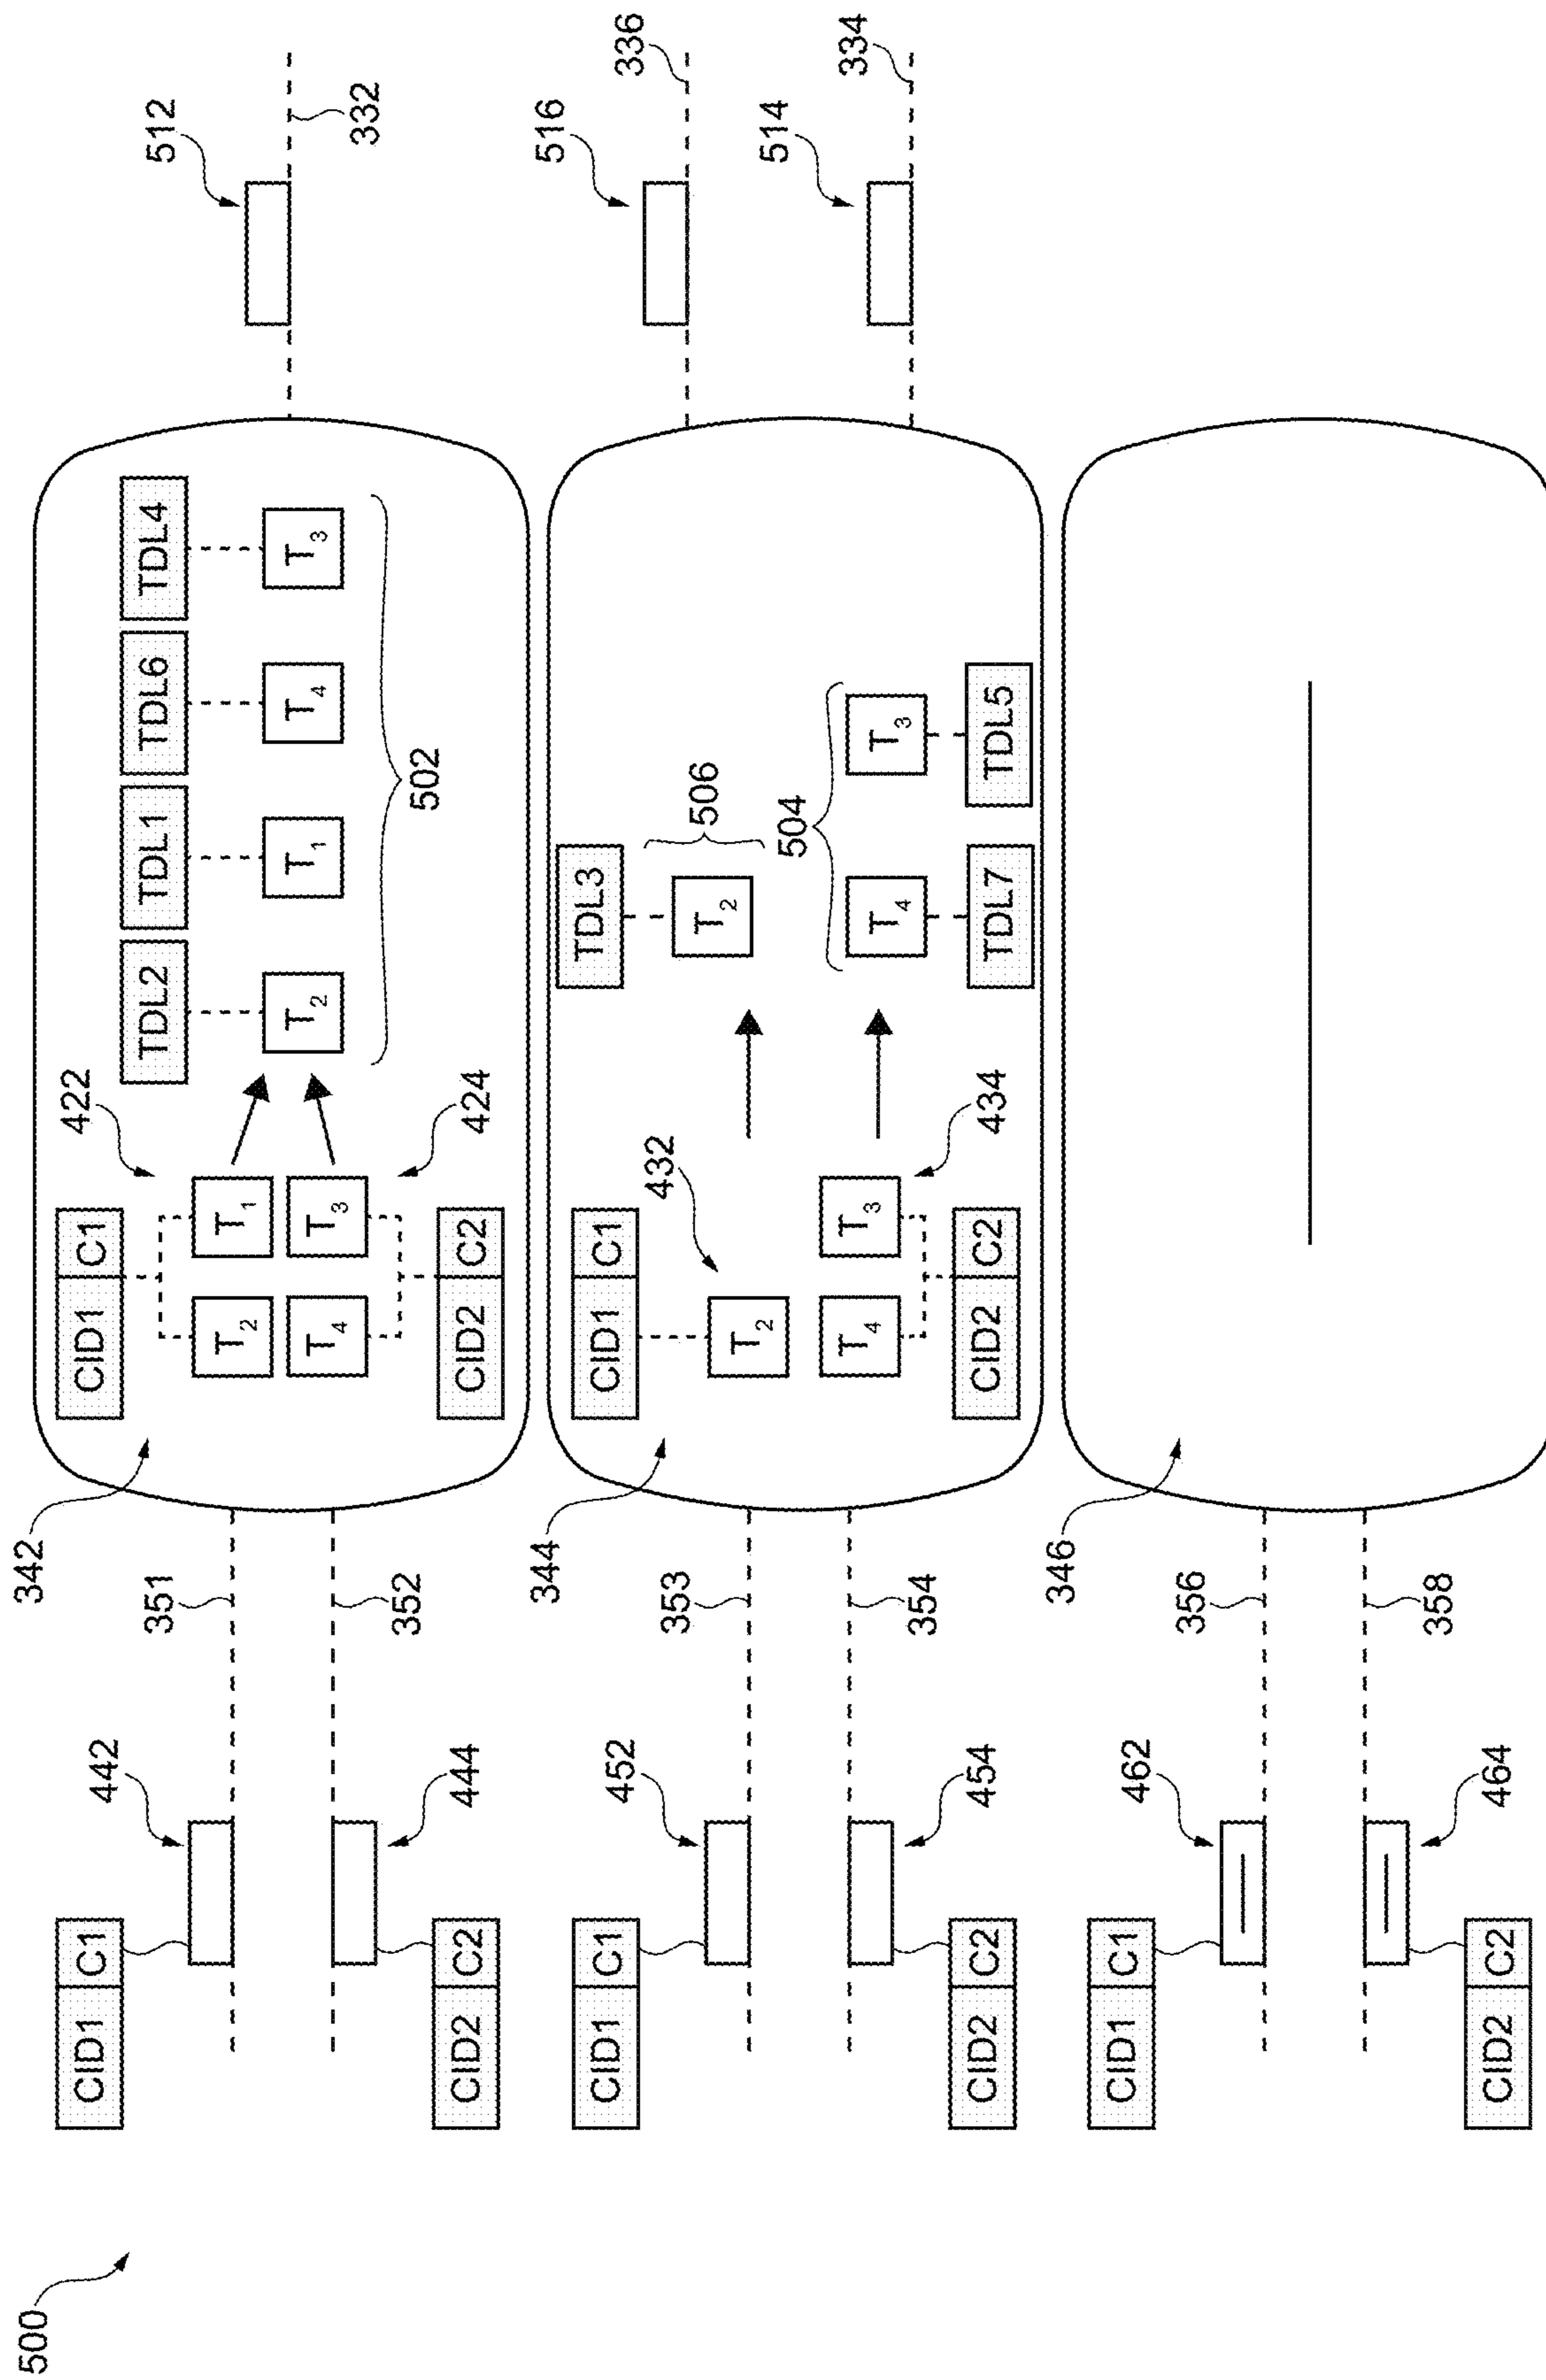 500
CID1 C1
442
351
342
CID1 C1
422
T2 T1
T4 T3
424
CID2 C2
TDL2 TDL1 TDL6 TDL4
T2 T1 T4 T3
502
512
332
444
352
CID2 C2
CID1 C1
452
353
344
CID1 C1
432
T2
T4 T3
434
CID2 C2
TDL3
T2
506
504
T4 T3
TDL7 TDL5
516
336
514
334
454
354
CID2 C2
CID1 C1
462
356
346
464
358
CID2 C2